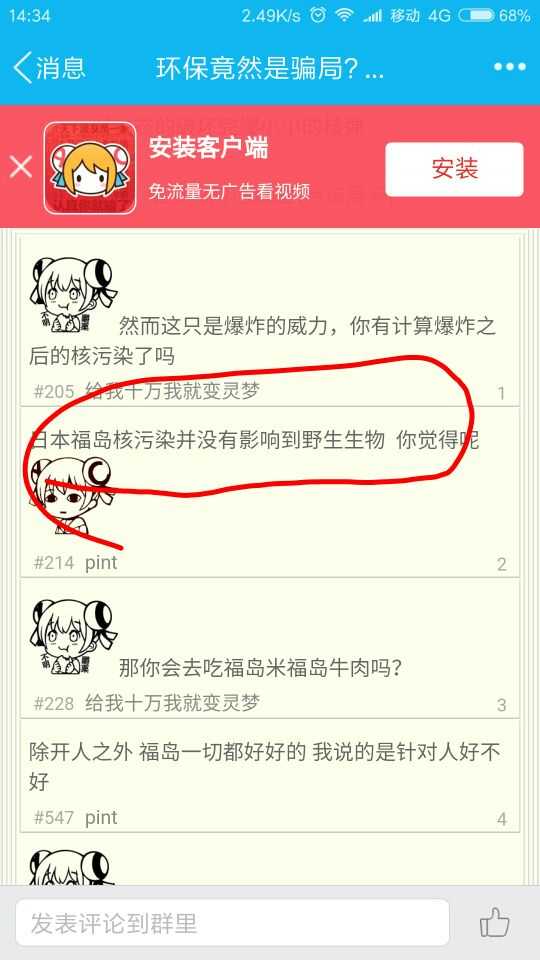 14:34 2.49K/s 移动 4G 68%
消息 环保竟然是骗局? ... •••
安装客户端
免流量无广告看视频
安装
然而这只是爆炸的威力，你有计算爆炸之
后的核污染了吗
#205 给我十万我就变灵梦 1
日本福岛核污染并没有影响到野生生物 你觉得呢
#214 pint 2
那你会去吃福岛米福岛牛肉吗？
#228 给我十万我就变灵梦 3
除开人之外 福岛一切都好好的 我说的是针对人好不
好
#547 pint 4
发表评论到群里